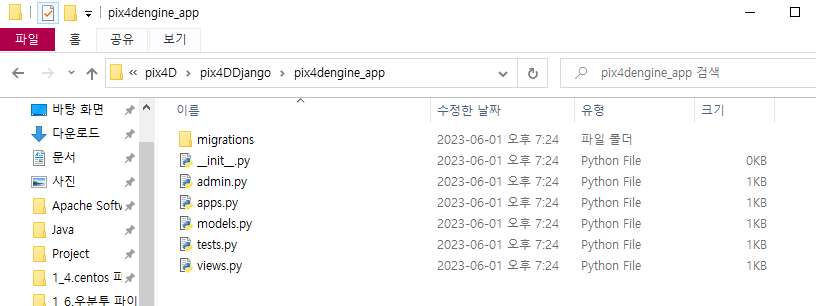 pix4dengine_app
파일 홈 공유 보기
« pix4D > pix4DDjango > pix4dengine_app
pix4dengine_app 검색
이름 수정한 날짜 유형 크기
바탕 화면
다운로드
문서
사진
Apache Softw
Java
Project
1_4.centos 파
1_6.우분투 파이
migrations 2023-06-01 오후 7:24 파일 폴더
__init__.py 2023-06-01 오후 7:24 Python File 0KB
admin.py 2023-06-01 오후 7:24 Python File 1KB
apps.py 2023-06-01 오후 7:24 Python File 1KB
models.py 2023-06-01 오후 7:24 Python File 1KB
tests.py 2023-06-01 오후 7:24 Python File 1KB
views.py 2023-06-01 오후 7:24 Python File 1KB